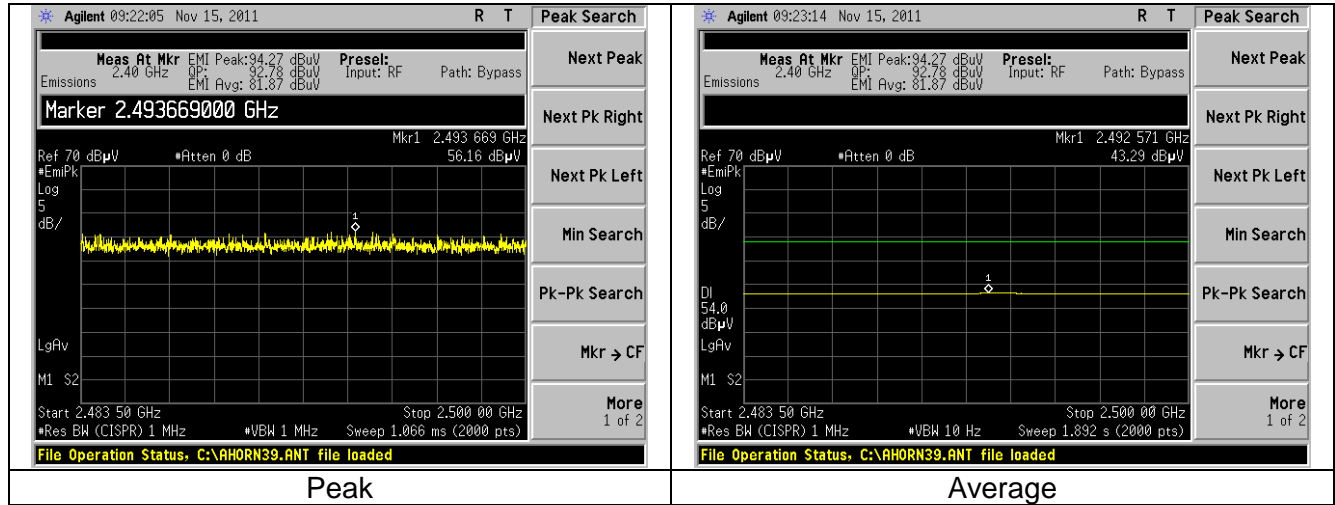 Agilent 09:22:05 Nov 15, 2011 R T
Peak Search
Meas At Mkr EMI Peak:94.27 dBuV Presel:
2.40 GHz QP: 92.78 dBuV Input: RF Path: Bypass
Emissions EMI Avg: 81.87 dBuV
Marker 2.493669000 GHz
Mkr1 2.493 669 GHz
Ref 70 dBµV #Atten 0 dB 56.16 dBµV
#EmiPk
Log
5
dB/
1
LgAv
M1 S2
Start 2.483 50 GHz Stop 2.500 00 GHz
#Res BW (CISPR) 1 MHz #VBW 1 MHz Sweep 1.066 ms (2000 pts)
File Operation Status, C:\AHORN39.ANT file loaded
Next Peak
Next Pk Right
Next Pk Left
Min Search
Pk-Pk Search
Mkr → CF
More
1 of 2
Peak
Agilent 09:23:14 Nov 15, 2011 R T
Peak Search
Meas At Mkr EMI Peak:94.27 dBuV Presel:
2.40 GHz QP: 92.78 dBuV Input: RF Path: Bypass
Emissions EMI Avg: 81.87 dBuV
Mkr1 2.492 571 GHz
Ref 70 dBµV #Atten 0 dB 43.29 dBµV
#EmiPk
Log
5
dB/
1
DI
54.0
dBµV
LgAv
M1 S2
Start 2.483 50 GHz Stop 2.500 00 GHz
#Res BW (CISPR) 1 MHz #VBW 10 Hz Sweep 1.892 s (2000 pts)
File Operation Status, C:\AHORN39.ANT file loaded
Next Peak
Next Pk Right
Next Pk Left
Min Search
Pk-Pk Search
Mkr → CF
More
1 of 2
Average